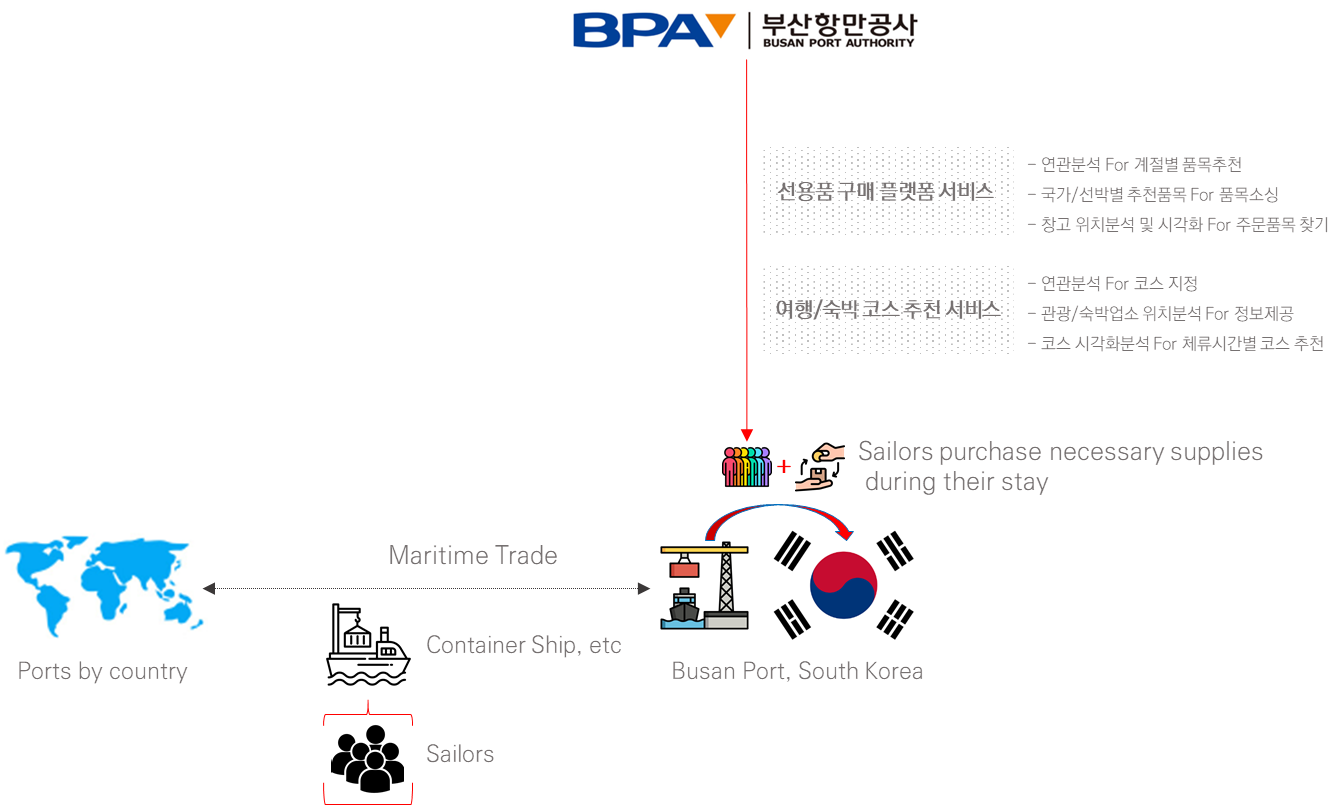 BPA 부산항만공사
BUSAN PORT AUTHORITY
선용품 구매 플랫폼 서비스
- 연관분석 For 계절별 품목추천
- 국가/선박별 추천품목 For 품목소싱
- 창고 위치분석 및 시각화 For 주문품목 찾기
여행/숙박 코스 추천 서비스
- 연관분석 For 코스 지정
- 관광/숙박업소 위치분석 For 정보제공
- 코스 시각화분석 For 체류시간별 코스 추천
Sailors purchase necessary supplies
during their stay
Maritime Trade
Container Ship, etc
Ports by country
Busan Port, South Korea
Sailors